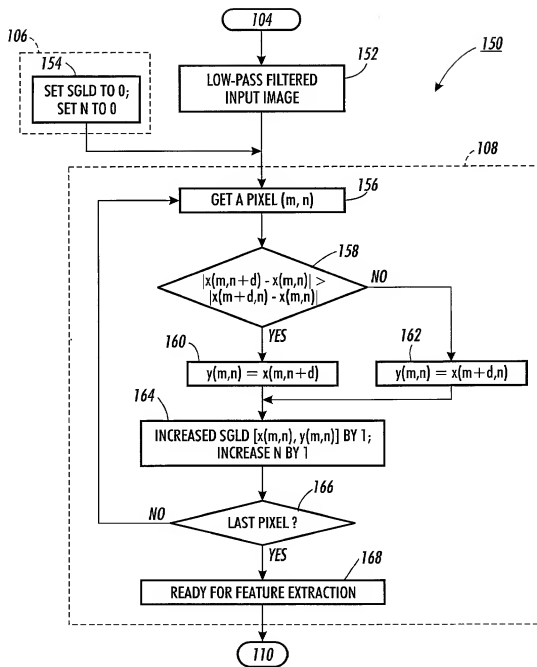 104
106
154
SET SGLD TO 0;
SET N TO 0
152
LOW-PASS FILTERED
INPUT IMAGE
150
108
156
GET A PIXEL (m, n)
158
|x(m,n+d) - x(m,n)| >
|x(m+d,n) - x(m,n)|
NO
YES
160
y(m,n) = x(m,n+d)
162
y(m,n) = x(m+d,n)
164
INCREASED SGLD [x(m,n), y(m,n)] BY 1;
INCREASE N BY 1
166
NO
LAST PIXEL ?
YES
168
READY FOR FEATURE EXTRACTION
110